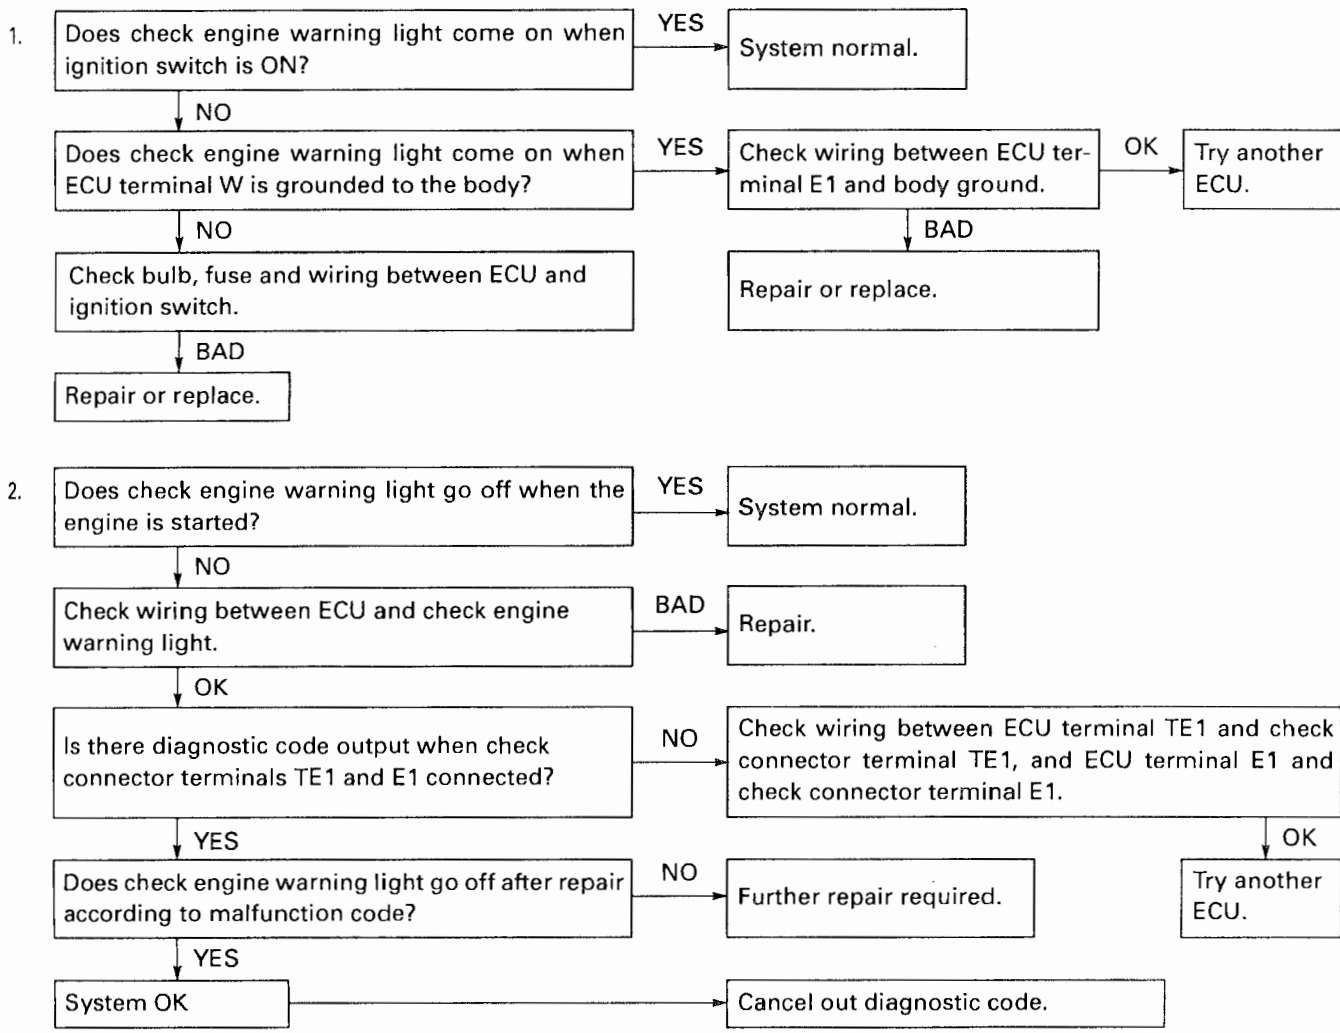 1.
Does check engine warning light come on when
ignition switch is ON?
YES
System normal.
NO
Does check engine warning light come on when
ECU terminal W is grounded to the body?
YES
Check wiring between ECU ter-
minal E1 and body ground.
OK
Try another
ECU.
NO
BAD
Check bulb, fuse and wiring between ECU and
ignition switch.
Repair or replace.
BAD
Repair or replace.
2.
Does check engine warning light go off when the
engine is started?
YES
System normal.
NO
Check wiring between ECU and check engine
warning light.
BAD
Repair.
OK
Is there diagnostic code output when check
connector terminals TE1 and E1 connected?
NO
Check wiring between ECU terminal TE1 and check
connector terminal TE1, and ECU terminal E1 and
check connector terminal E1.
YES
OK
Does check engine warning light go off after repair
according to malfunction code?
NO
Further repair required.
Try another
ECU.
YES
System OK
Cancel out diagnostic code.